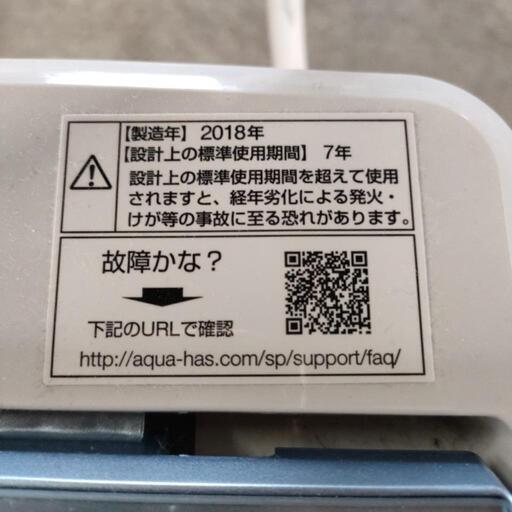 【製造年】 2018年
【設計上の標準使用期間】 7年
設計上の標準使用期間を超えて使用
されますと、経年劣化による発火・
けが等の事故に至る恐れがあります。
故障かな？
下記のURLで確認
http://aqua-has.com/sp/support/faq/